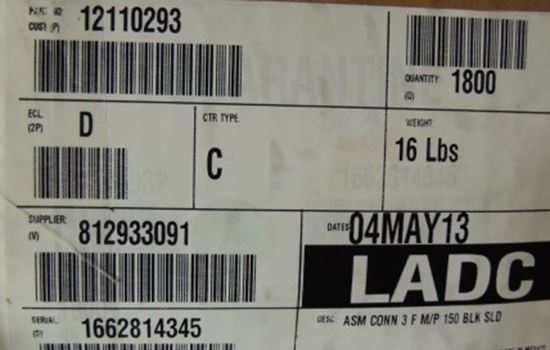 PART NO: 12110293
CUST (P)
QUANTITY: 1800
(Q)
ECL D
(2P)
CTR TYPE
C
WEIGHT
16 Lbs
SUPPLIER: 812933091
(V)
DATE: 04MAY13
LADC
SERIAL: 1662814345
(S)
DESC: ASM CONN 3 F M/P 150 BLK SLD